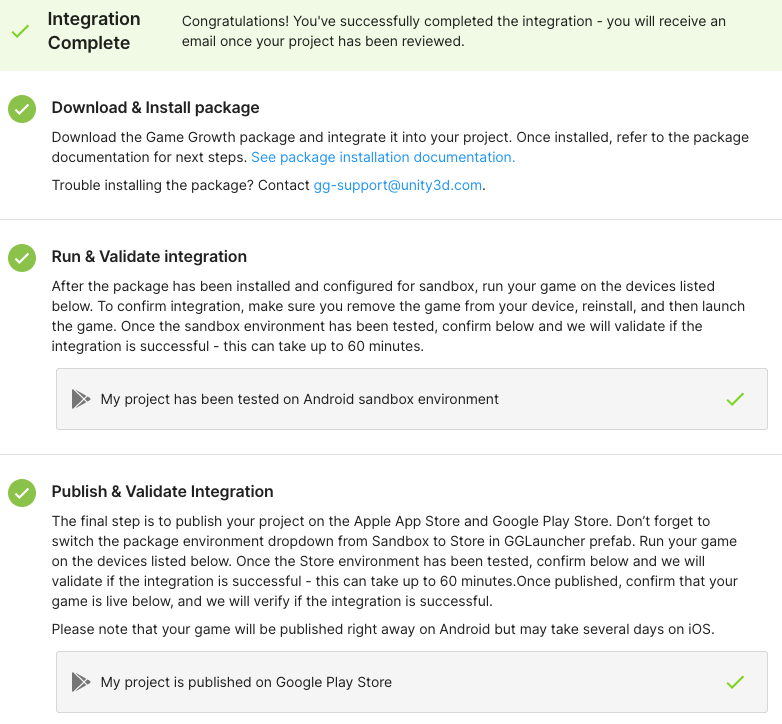 Integration
Complete
Congratulations! You've successfully completed the integration - you will receive an
email once your project has been reviewed.
Download & Install package
Download the Game Growth package and integrate it into your project. Once installed, refer to the package
documentation for next steps. See package installation documentation.
Trouble installing the package? Contact gg-support@unity3d.com.
Run & Validate integration
After the package has been installed and configured for sandbox, run your game on the devices listed
below. To confirm integration, make sure you remove the game from your device, reinstall, and then launch
the game. Once the sandbox environment has been tested, confirm below and we will validate if the
integration is successful - this can take up to 60 minutes.
My project has been tested on Android sandbox environment
Publish & Validate Integration
The final step is to publish your project on the Apple App Store and Google Play Store. Don’t forget to
switch the package environment dropdown from Sandbox to Store in GGLauncher prefab. Run your game
on the devices listed below. Once the Store environment has been tested, confirm below and we will
validate if the integration is successful - this can take up to 60 minutes.Once published, confirm that your
game is live below, and we will verify if the integration is successful.
Please note that your game will be published right away on Android but may take several days on iOS.
My project is published on Google Play Store